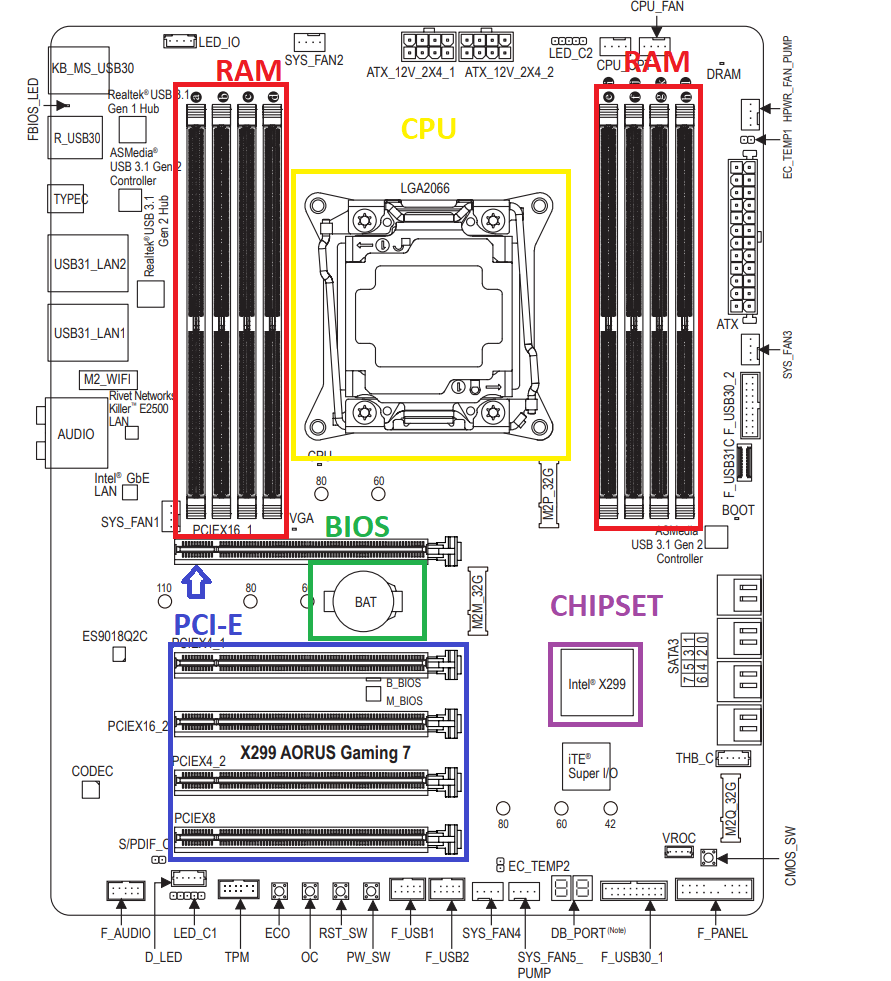 CPU_FAN
LED_IO
SYS_FAN2
ATX_12V_2X4_1
ATX_12V_2X4_2
LED_C2
RAM
RAM
DRAM
KB_MS_USB30
FBIOS_LED
Realtek® USB 3.1
Gen 1 Hub
HPWR_FAN_PUMP
EC_TEMP1
CPU
R_USB30
ASMedia®
USB 3.1 Gen 2
Controller
LGA2066
TYPEC
Realtek® USB 3.1
Gen 2 Hub
USB31_LAN2
USB31_LAN1
ATX
SYS_FAN3
M2_WIFI
Rivet Networks
Killer™ E2500
LAN
F_USB30_2
AUDIO
F_USB31C
Intel® GbE
LAN
80
60
M2P_32G
BOOT
SYS_FAN1
VGA
BIOS
PCIEX16_1
USB 3.1 Gen 2
Controller
110
80
BAT
M2M_32G
CHIPSET
PCI-E
ES9018Q2C
PCIEX4_1
SATA3
7 5 3 1
6 4 2 0
Intel® X299
B_BIOS
M_BIOS
PCIEX16_2
X299 AORUS Gaming 7
PCIEX4_2
iTE®
Super I/O
THB_C
CODEC
M2Q_32G
PCIEX8
80
60
42
VROC
CMOS_SW
EC_TEMP2
F_AUDIO
LED_C1
ECO
RST_SW
F_USB1
SYS_FAN4
DB_PORT (Note)
F_PANEL
D_LED
TPM
OC
PW_SW
F_USB2
SYS_FAN5_
PUMP
F_USB30_1